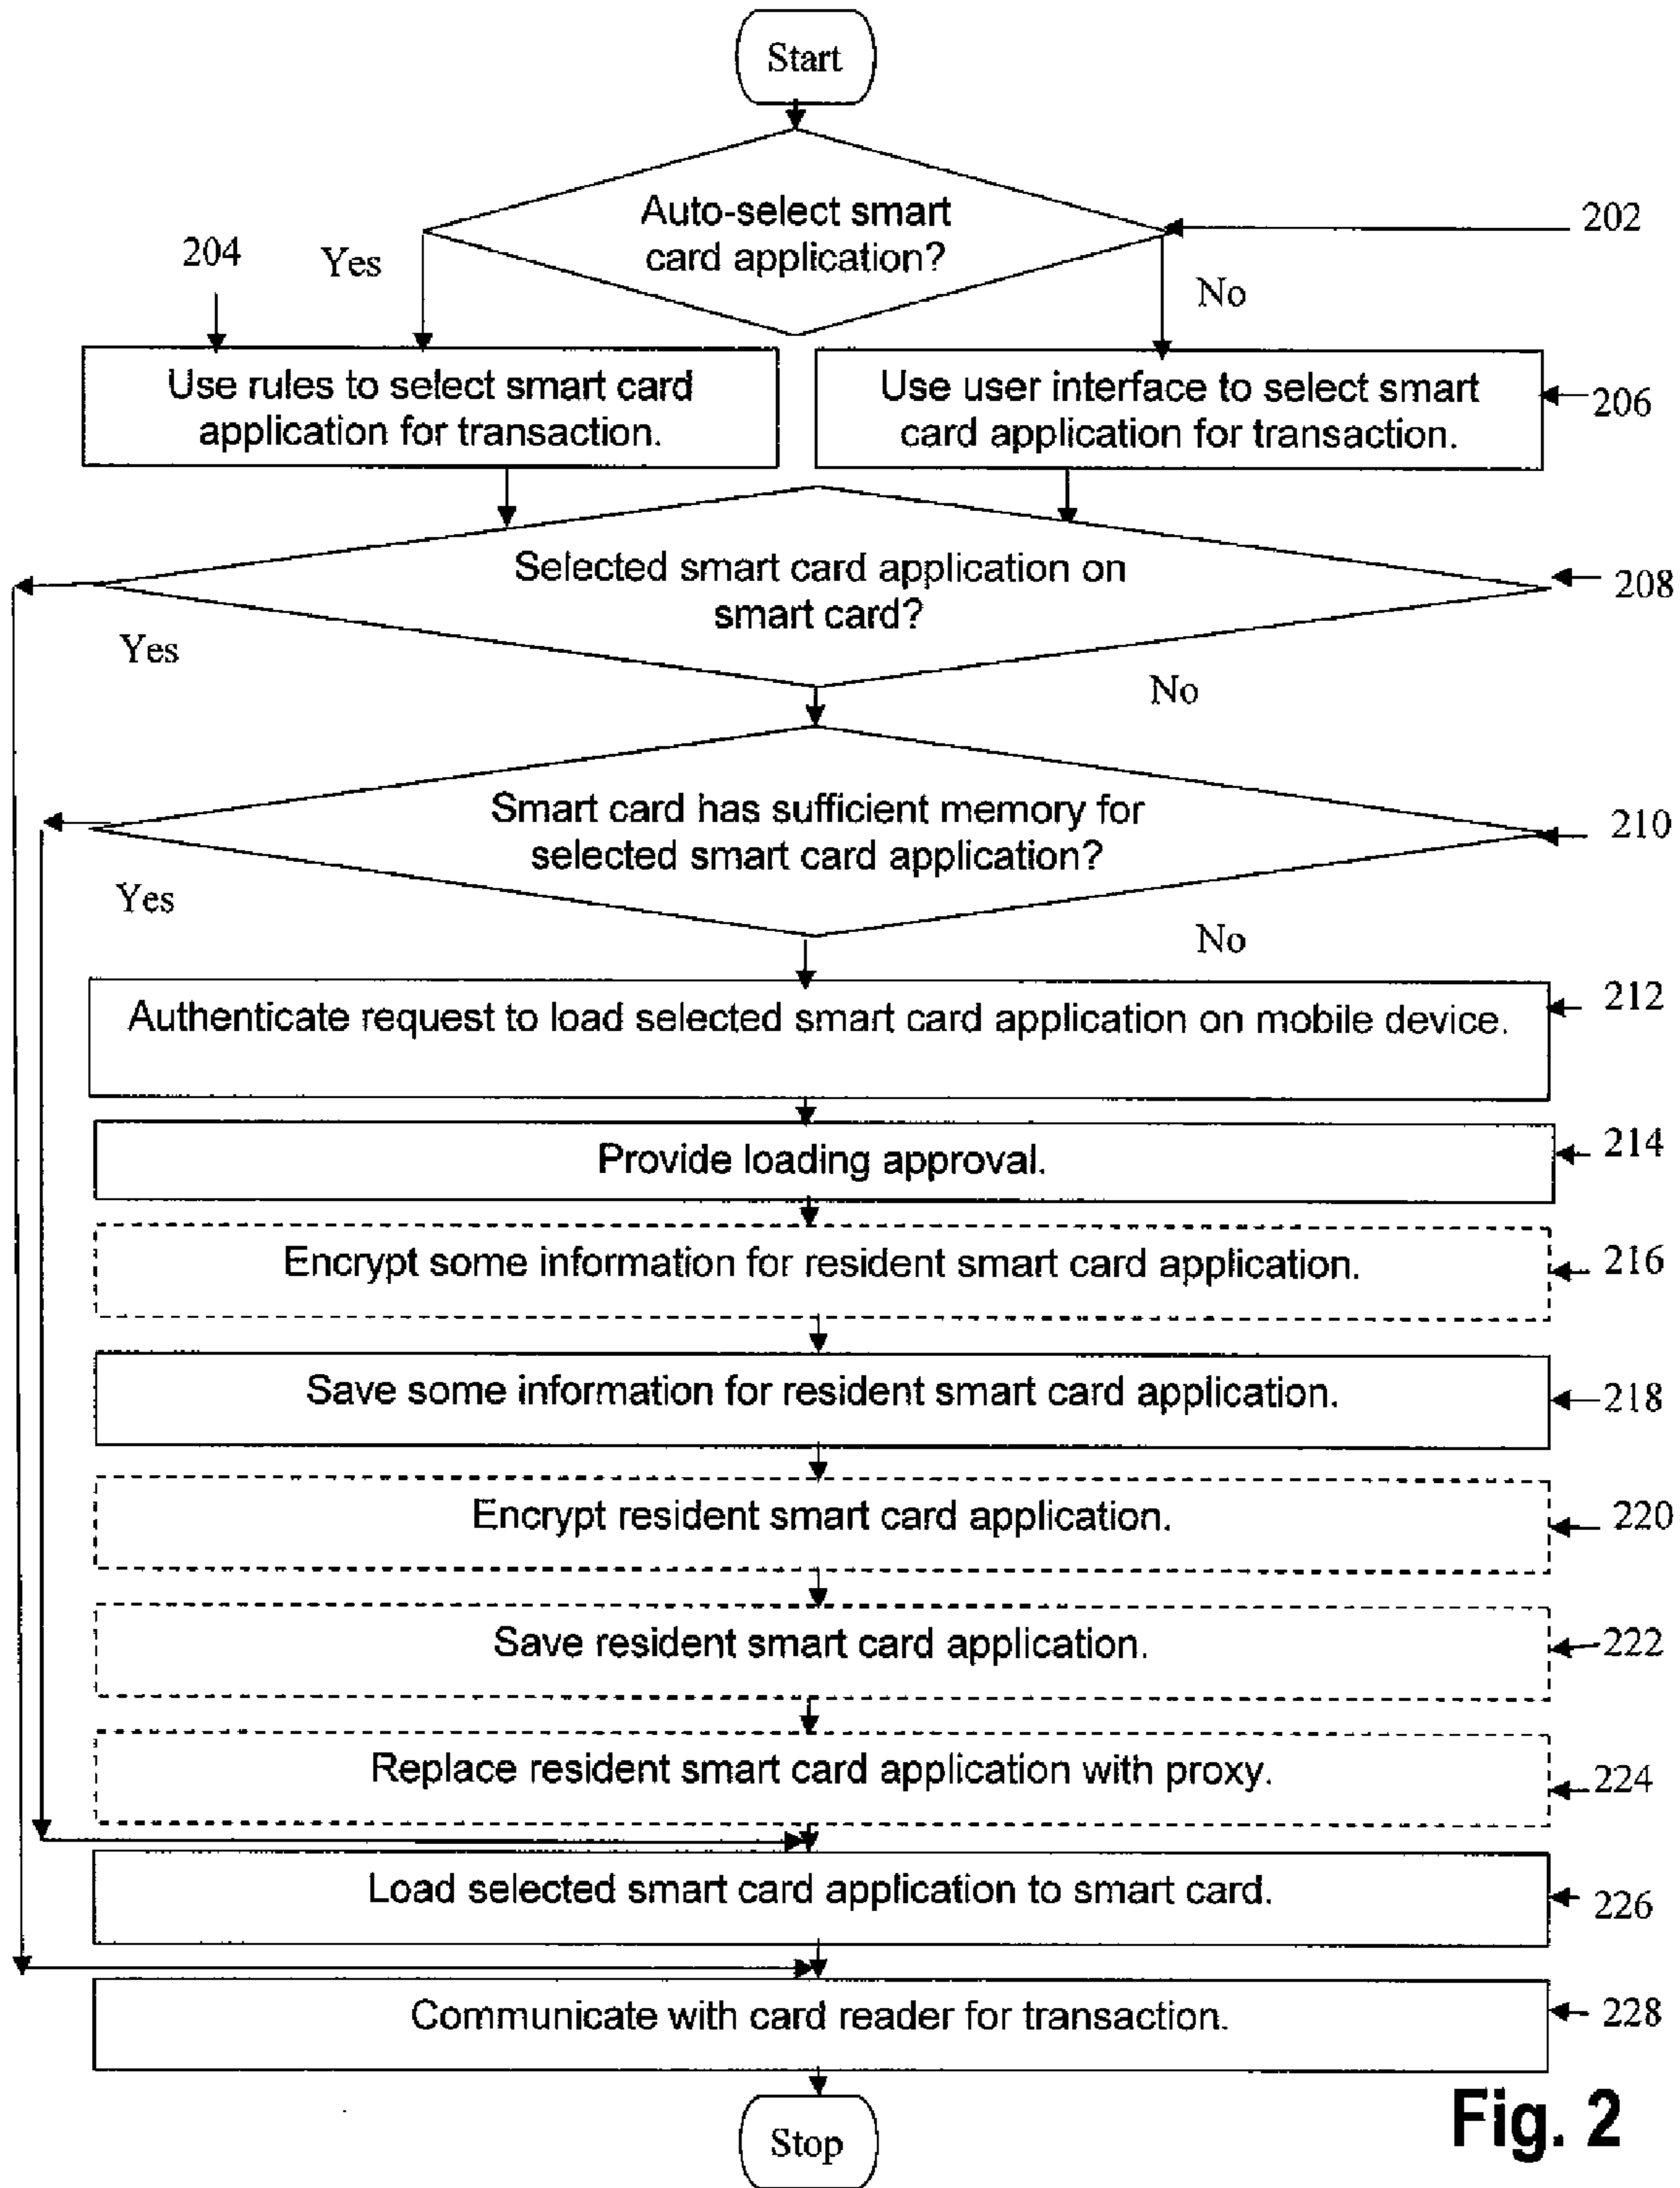 Start
Auto-select smart
card application?
202
204
Yes
No
Use rules to select smart card
application for transaction.
Use user interface to select smart
card application for transaction.
206
Selected smart card application on
smart card?
208
Yes
No
Smart card has sufficient memory for
selected smart card application?
210
Yes
No
Authenticate request to load selected smart card application on mobile device.
212
Provide loading approval.
214
Encrypt some information for resident smart card application.
216
Save some information for resident smart card application.
218
Encrypt resident smart card application.
220
Save resident smart card application.
222
Replace resident smart card application with proxy.
224
Load selected smart card application to smart card.
226
Communicate with card reader for transaction.
228
Stop
Fig. 2